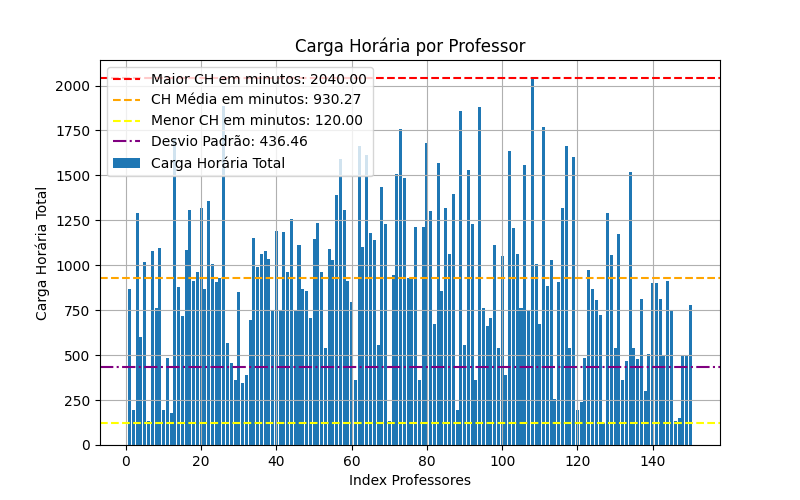 Carga Horária por Professor
Maior CH em minutos: 2040.00
CH Média em minutos: 930.27
Menor CH em minutos: 120.00
Desvio Padrão: 436.46
Carga Horária Total
Carga Horária Total
2000
1750
1500
1250
1000
750
500
250
0
0 20 40 60 80 100 120 140
Index Professores